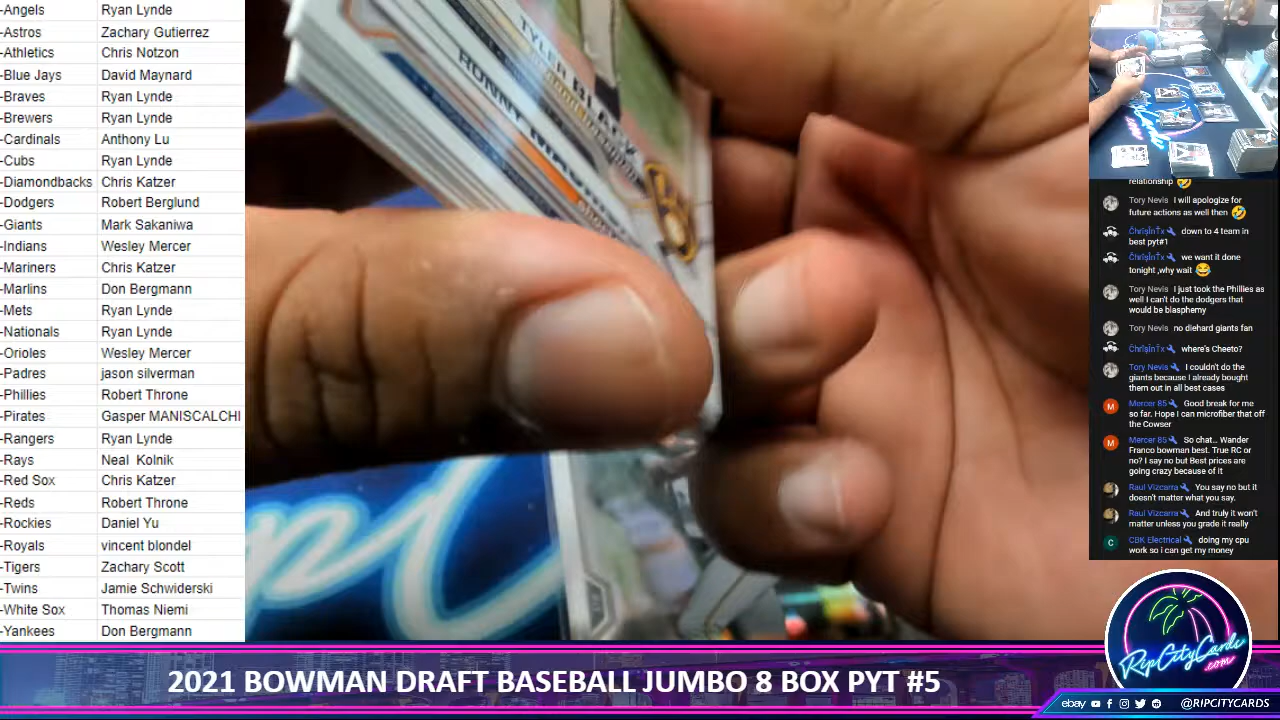 -Angels Ryan Lynde
-Astros Zachary Gutierrez
-Athletics Chris Notzon
-Blue Jays David Maynard
-Braves Ryan Lynde
-Brewers Ryan Lynde
-Cardinals Anthony Lu
-Cubs Ryan Lynde
-Diamondbacks Chris Katzer
-Dodgers Robert Berglund
-Giants Mark Sakaniwa
-Indians Wesley Mercer
-Mariners Chris Katzer
-Marlins Don Bergmann
-Mets Ryan Lynde
-Nationals Ryan Lynde
-Orioles Wesley Mercer
-Padres jason silverman
-Phillies Robert Throne
-Pirates Gasper MANISCALCHI
-Rangers Ryan Lynde
-Rays Neal Kolnik
-Red Sox Chris Katzer
-Reds Robert Throne
-Rockies Daniel Yu
-Royals vincent blondel
-Tigers Zachary Scott
-Twins Jamie Schwiderski
-White Sox Thomas Niemi
-Yankees Don Bergmann
TYLER BLACK
RONNY
relationship 🤣
Tory Nevis I will apologize for
future actions as well then 🤣
ČhrîşÎnŤx down to 4 team in
best pyt#1
ČhrîşÎnŤx we want it done
tonight ,why wait 😂
Tory Nevis I just took the Phillies as
well I can't do the dodgers that
would be blasphemy
Tory Nevis no diehard giants fan
ČhrîşÎnŤx where's Cheeto?
Tory Nevis I couldn't do the
giants because I already bought
them out in all best cases
M Mercer 85 Good break for me
so far. Hope I can microfiber that off
the Cowser
M Mercer 85 So chat... Wander
Franco bowman best. True RC or
no? I say no but Best prices are
going crazy because of it
Raul Vizcarra You say no but it
doesn't matter what you say.
Raul Vizcarra And truly it won't
matter unless you grade it really
C CBK Electrical doing my cpu
work so i can get my money
RipCityCards
.com
2021 BOWMAN DRAFT BASEBALL JUMBO 8 BOX PYT #5
ebay @RIPCITYCARDS